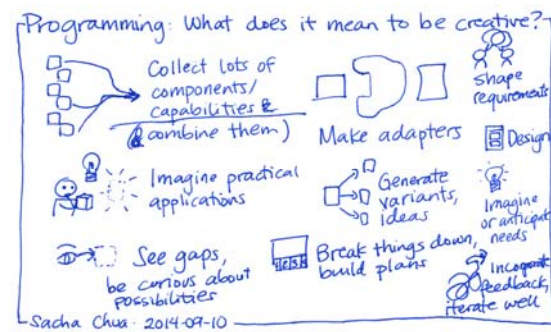 Programming: What does it mean to be creative?
Collect lots of
components/
capabilities &
(& combine them)
Make adapters
shape
requirements
Design
Imagine practical
applications
Generate
variants,
ideas
Imagine
or anticipate
needs
See gaps,
be curious about
possibilities
Break things down,
build plans
Incorporate
feedback,
iterate well
Sacha Chua · 2014-09-10